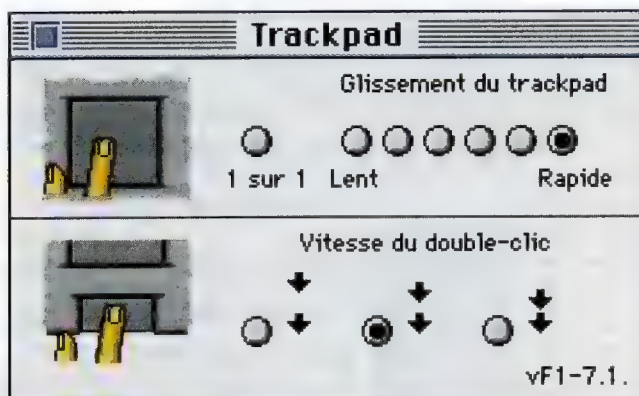 Trackpad
Glissement du trackpad
1 sur 1 Lent Rapide
Vitesse du double-clic
vF1-7.1.